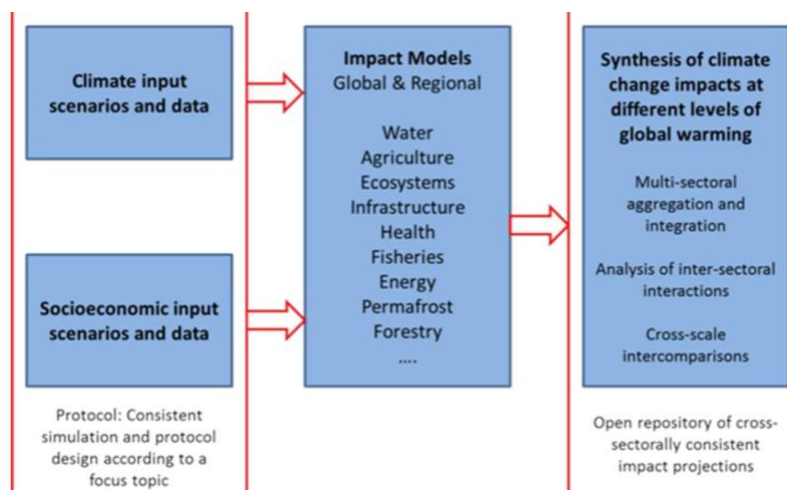 Climate input
scenarios and data
Socioeconomic input
scenarios and data
Protocol: Consistent
simulation and protocol
design according to a
focus topic
Impact Models
Global & Regional
Water
Agriculture
Ecosystems
Infrastructure
Health
Fisheries
Energy
Permafrost
Forestry
....
Synthesis of climate
change impacts at
different levels of
global warming
Multi-sectoral
aggregation and
integration
Analysis of inter-sectoral
interactions
Cross-scale
intercomparisons
Open repository of cross-
sectorally consistent
impact projections